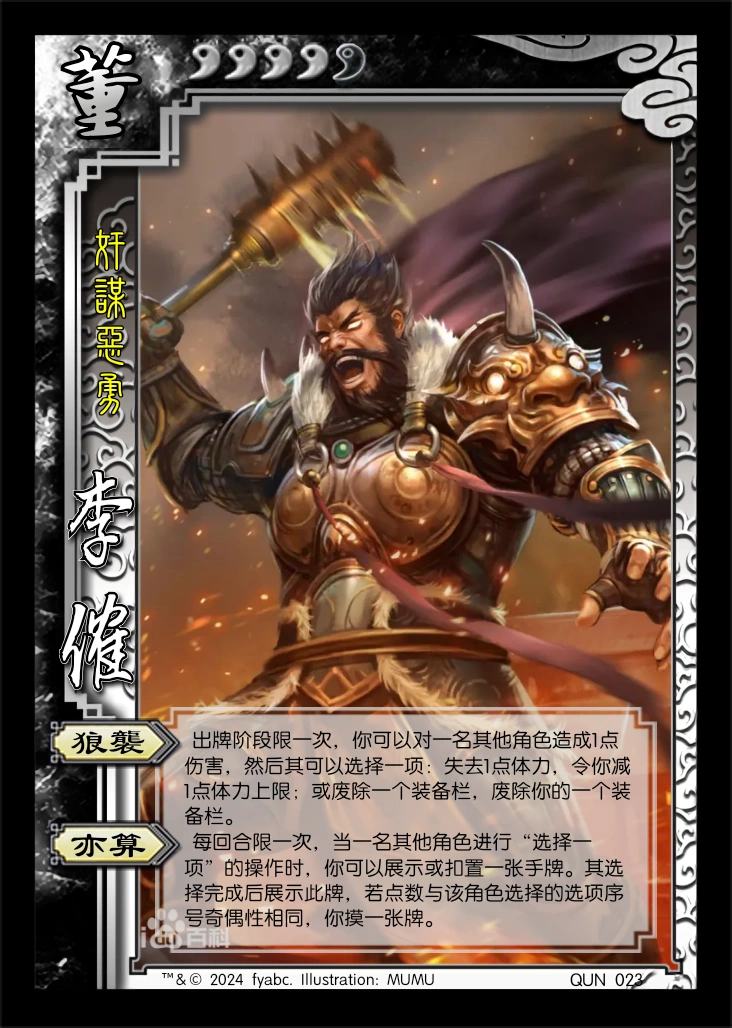 董
奸謀惡勇
李傕
狼襲
出牌阶段限一次，你可以对一名其他角色造成1点
伤害，然后其可以选择一项：失去1点体力，令你减
1点体力上限；或废除一个装备栏，废除你的一个装
备栏。
亦算
每回合限一次，当一名其他角色进行“选择一
项”的操作时，你可以展示或扣置一张手牌。其选
择完成后展示此牌，若点数与该角色选择的选项序
号奇偶性相同，你摸一张牌。
百科
™&© 2024 fyabc. Illustration: MUMU
QUN 023